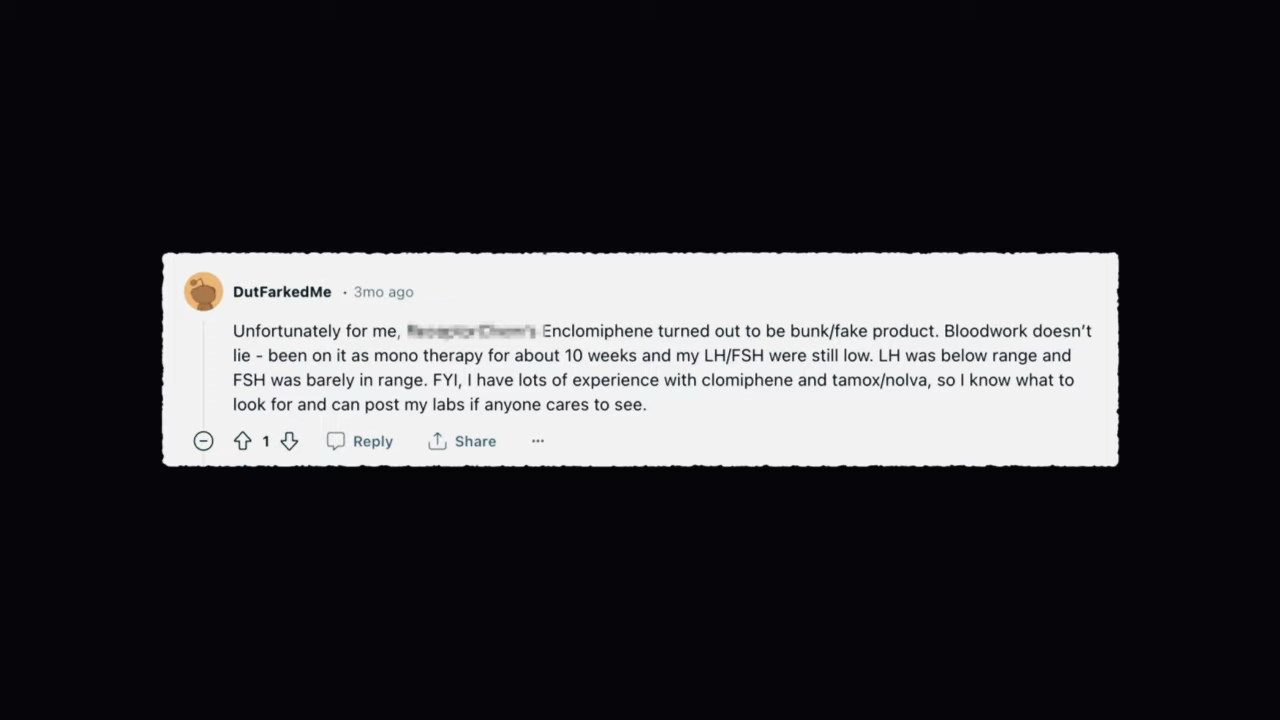 DutFarkedMe · 3mo ago
Unfortunately for me, Enclomiphene turned out to be bunk/fake product. Bloodwork doesn’t
lie - been on it as mono therapy for about 10 weeks and my LH/FSH were still low. LH was below range and
FSH was barely in range. FYI, I have lots of experience with clomiphene and tamox/nolva, so I know what to
look for and can post my labs if anyone cares to see.
1 Reply Share ...